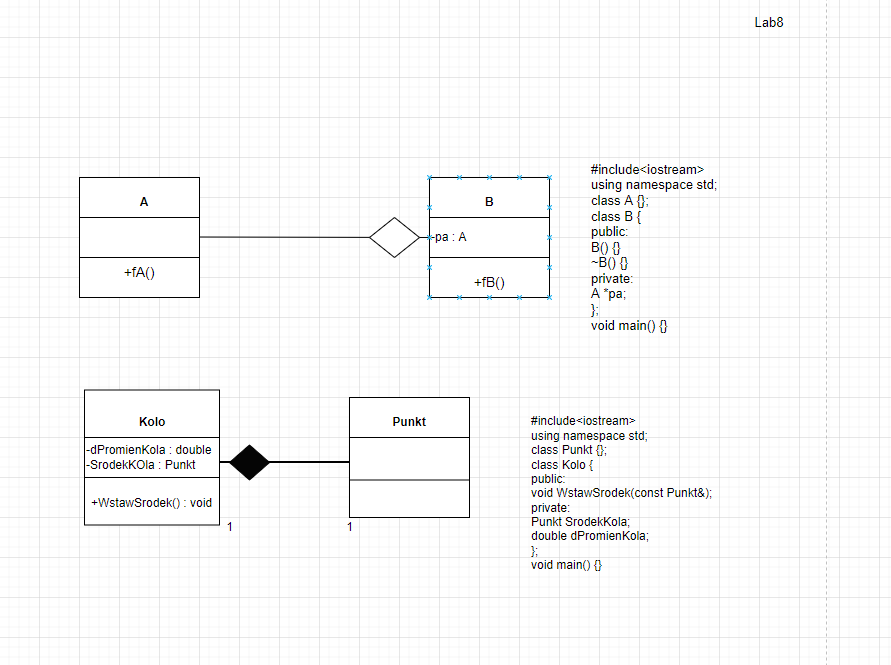 Lab8
A
+fA()
B
-pa : A
+fB()
#include<iostream>
using namespace std;
class A {};
class B {
public:
B() {}
~B() {}
private:
A *pa;
};
void main() {}
Kolo
-dPromienKola : double
-SrodekKOla : Punkt
+WstawSrodek() : void
1
Punkt
1
#include<iostream>
using namespace std;
class Punkt {};
class Kolo {
public:
void WstawSrodek(const Punkt&);
private:
Punkt SrodekKola;
double dPromienKola;
};
void main() {}